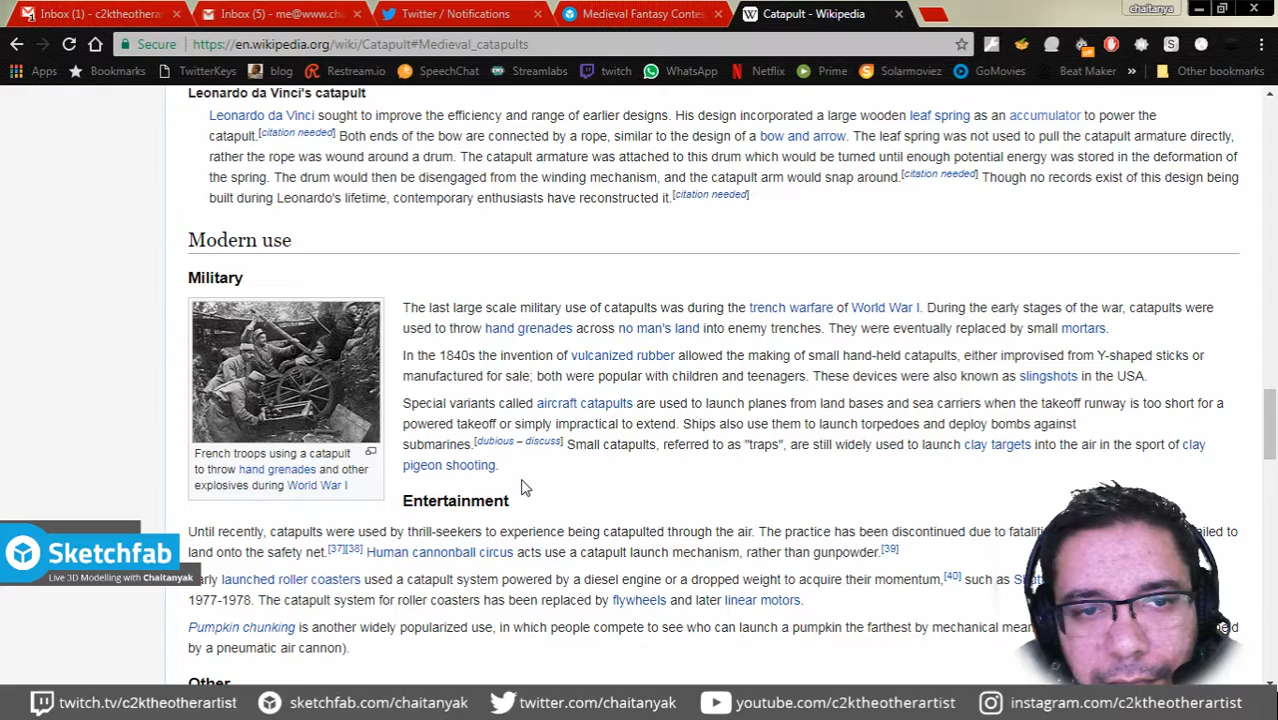 Inbox (1) - c2ktheotherar
Inbox (5) - me@www.cha
Twitter / Notifications
Medieval Fantasy Contes
Catapult - Wikipedia
chaitanya
Secure
https://en.wikipedia.org/wiki/Catapult#Medieval_catapults
Apps
Bookmarks
TwitterKeys
blog
Restream.io
SpeechChat
Streamlabs
twitch
WhatsApp
Netflix
Prime
Solarmoviez
GoMovies
Beat Maker
»
Other bookmarks
Leonardo da Vinci's catapult
Leonardo da Vinci sought to improve the efficiency and range of earlier designs. His design incorporated a large wooden leaf spring as an accumulator to power the
catapult.[citation needed] Both ends of the bow are connected by a rope, similar to the design of a bow and arrow. The leaf spring was not used to pull the catapult armature directly,
rather the rope was wound around a drum. The catapult armature was attached to this drum which would be turned until enough potential energy was stored in the deformation of
the spring. The drum would then be disengaged from the winding mechanism, and the catapult arm would snap around.[citation needed] Though no records exist of this design being
built during Leonardo's lifetime, contemporary enthusiasts have reconstructed it.[citation needed]
Modern use
Military
French troops using a catapult
to throw hand grenades and other
explosives during World War I
The last large scale military use of catapults was during the trench warfare of World War I. During the early stages of the war, catapults were
used to throw hand grenades across no man's land into enemy trenches. They were eventually replaced by small mortars.
In the 1840s the invention of vulcanized rubber allowed the making of small hand-held catapults, either improvised from Y-shaped sticks or
manufactured for sale; both were popular with children and teenagers. These devices were also known as slingshots in the USA.
Special variants called aircraft catapults are used to launch planes from land bases and sea carriers when the takeoff runway is too short for a
powered takeoff or simply impractical to extend. Ships also use them to launch torpedoes and deploy bombs against
submarines.[dubious – discuss] Small catapults, referred to as "traps", are still widely used to launch clay targets into the air in the sport of clay
pigeon shooting.
Entertainment
Until recently, catapults were used by thrill-seekers to experience being catapulted through the air. The practice has been discontinued due to
land onto the safety net.[37][38] Human cannonball circus acts use a catapult launch mechanism, rather than gunpowder.[39]
launched roller coasters used a catapult system powered by a diesel engine or a dropped weight to acquire their momentum,[40] such as
1977-1978. The catapult system for roller coasters has been replaced by flywheels and later linear motors.
Pumpkin chunking is another widely popularized use, in which people compete to see who can launch a pumpkin the farthest by mechanical
by a pneumatic air cannon).
Other
Sketchfab
Live 3D Modelling with Chaitanyak
twitch.tv/c2ktheotherartist
sketchfab.com/chaitanyak
twitter.com/chaitanyak
youtube.com/c2ktheotherartist
instagram.com/c2ktheotherartist